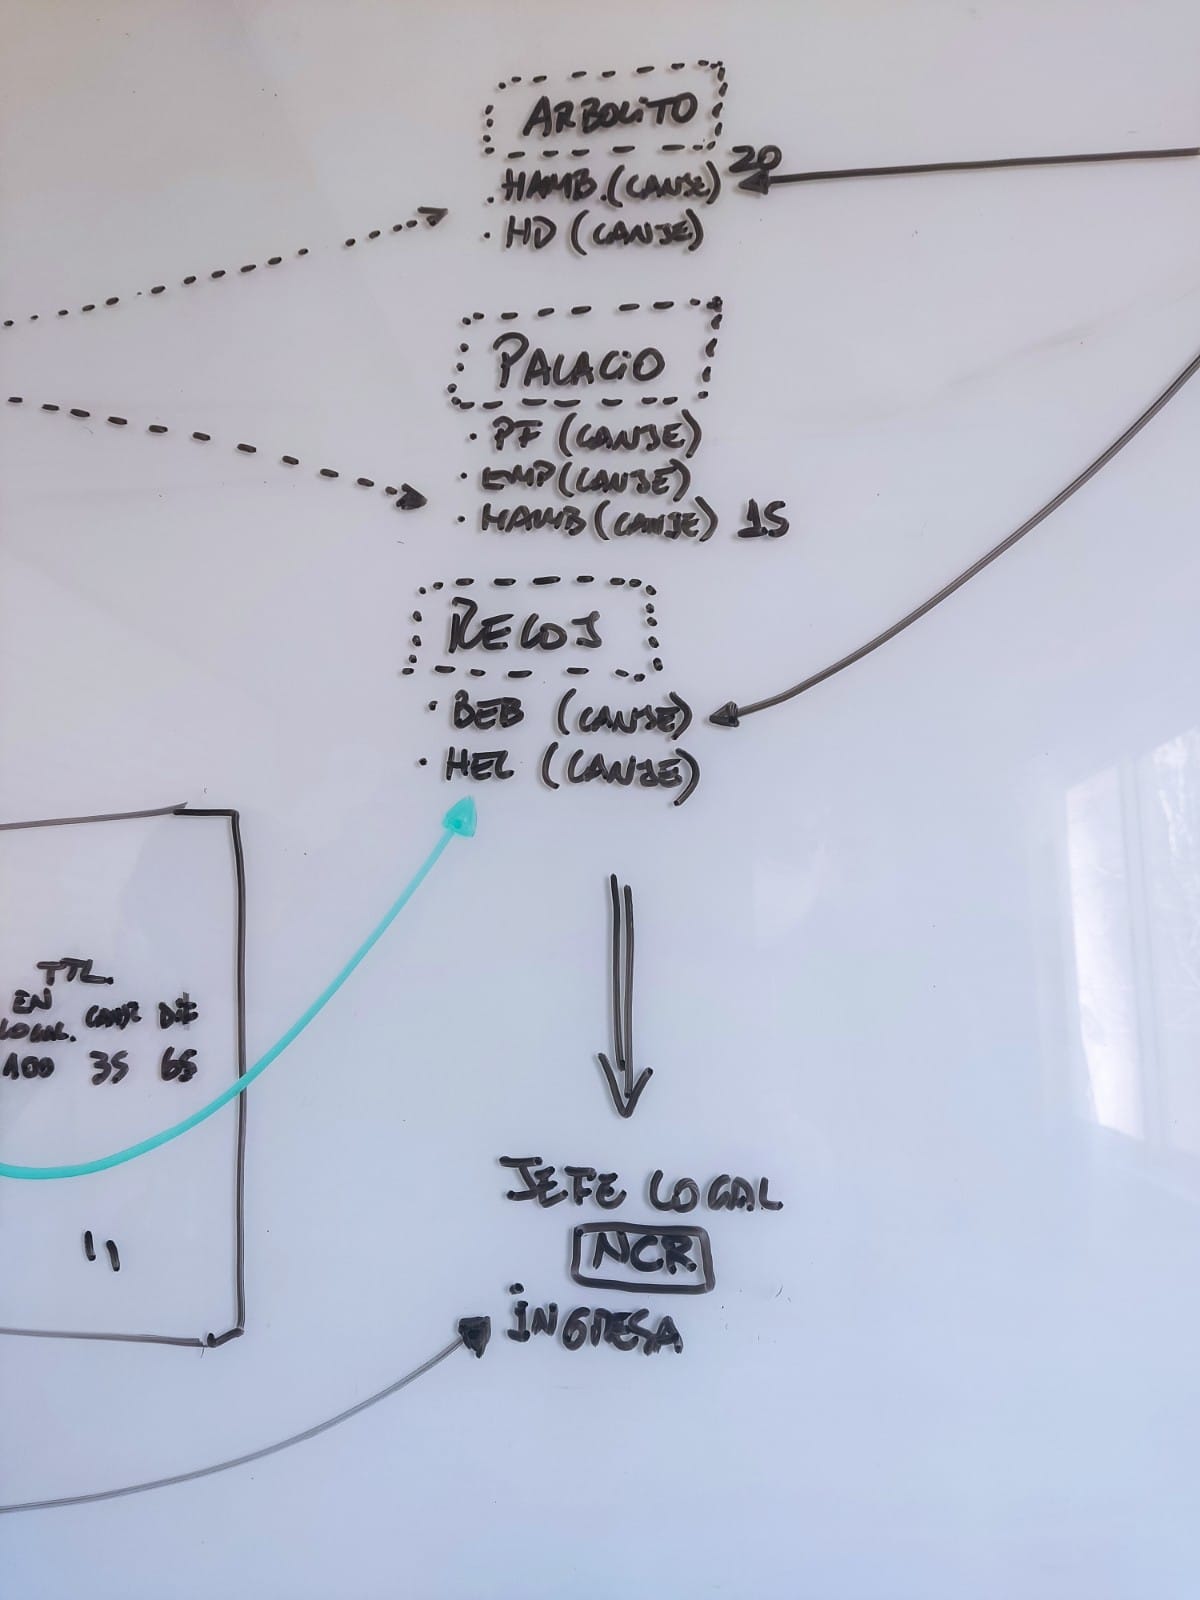 ARBOLiTO
. HAMB. (CANJE) 20
. HD (CANJE)
PALACiO
. PF (CANJE)
. EMP (CANJE)
. HAMB (CANJE) 15
RELOJ
. BEB (CANJE)
. HEL (CANJE)
TTL.
EN
LOCAL. CANJE DIF
100 35 65
JEFE LOCAL
NCR
iNGRESA